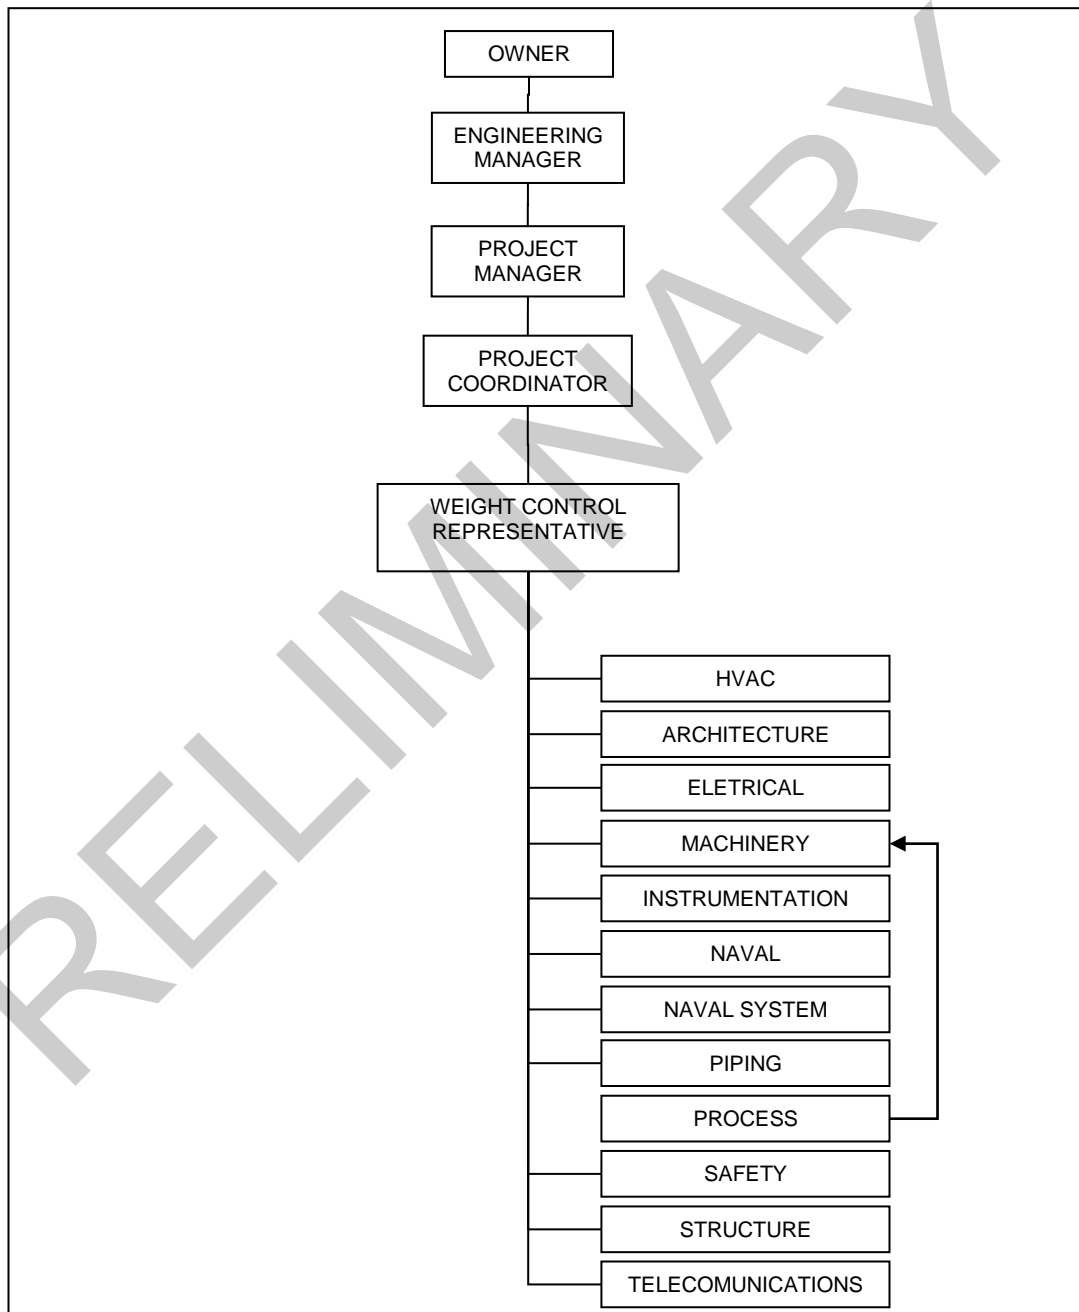 OWNER
ENGINEERING
MANAGER
PROJECT
MANAGER
PROJECT
COORDINATOR
WEIGHT CONTROL
REPRESENTATIVE
HVAC
ARCHITECTURE
ELETRICAL
MACHINERY
INSTRUMENTATION
NAVAL
NAVAL SYSTEM
PIPING
PROCESS
SAFETY
STRUCTURE
TELECOMUNICATIONS
RELIMINARY